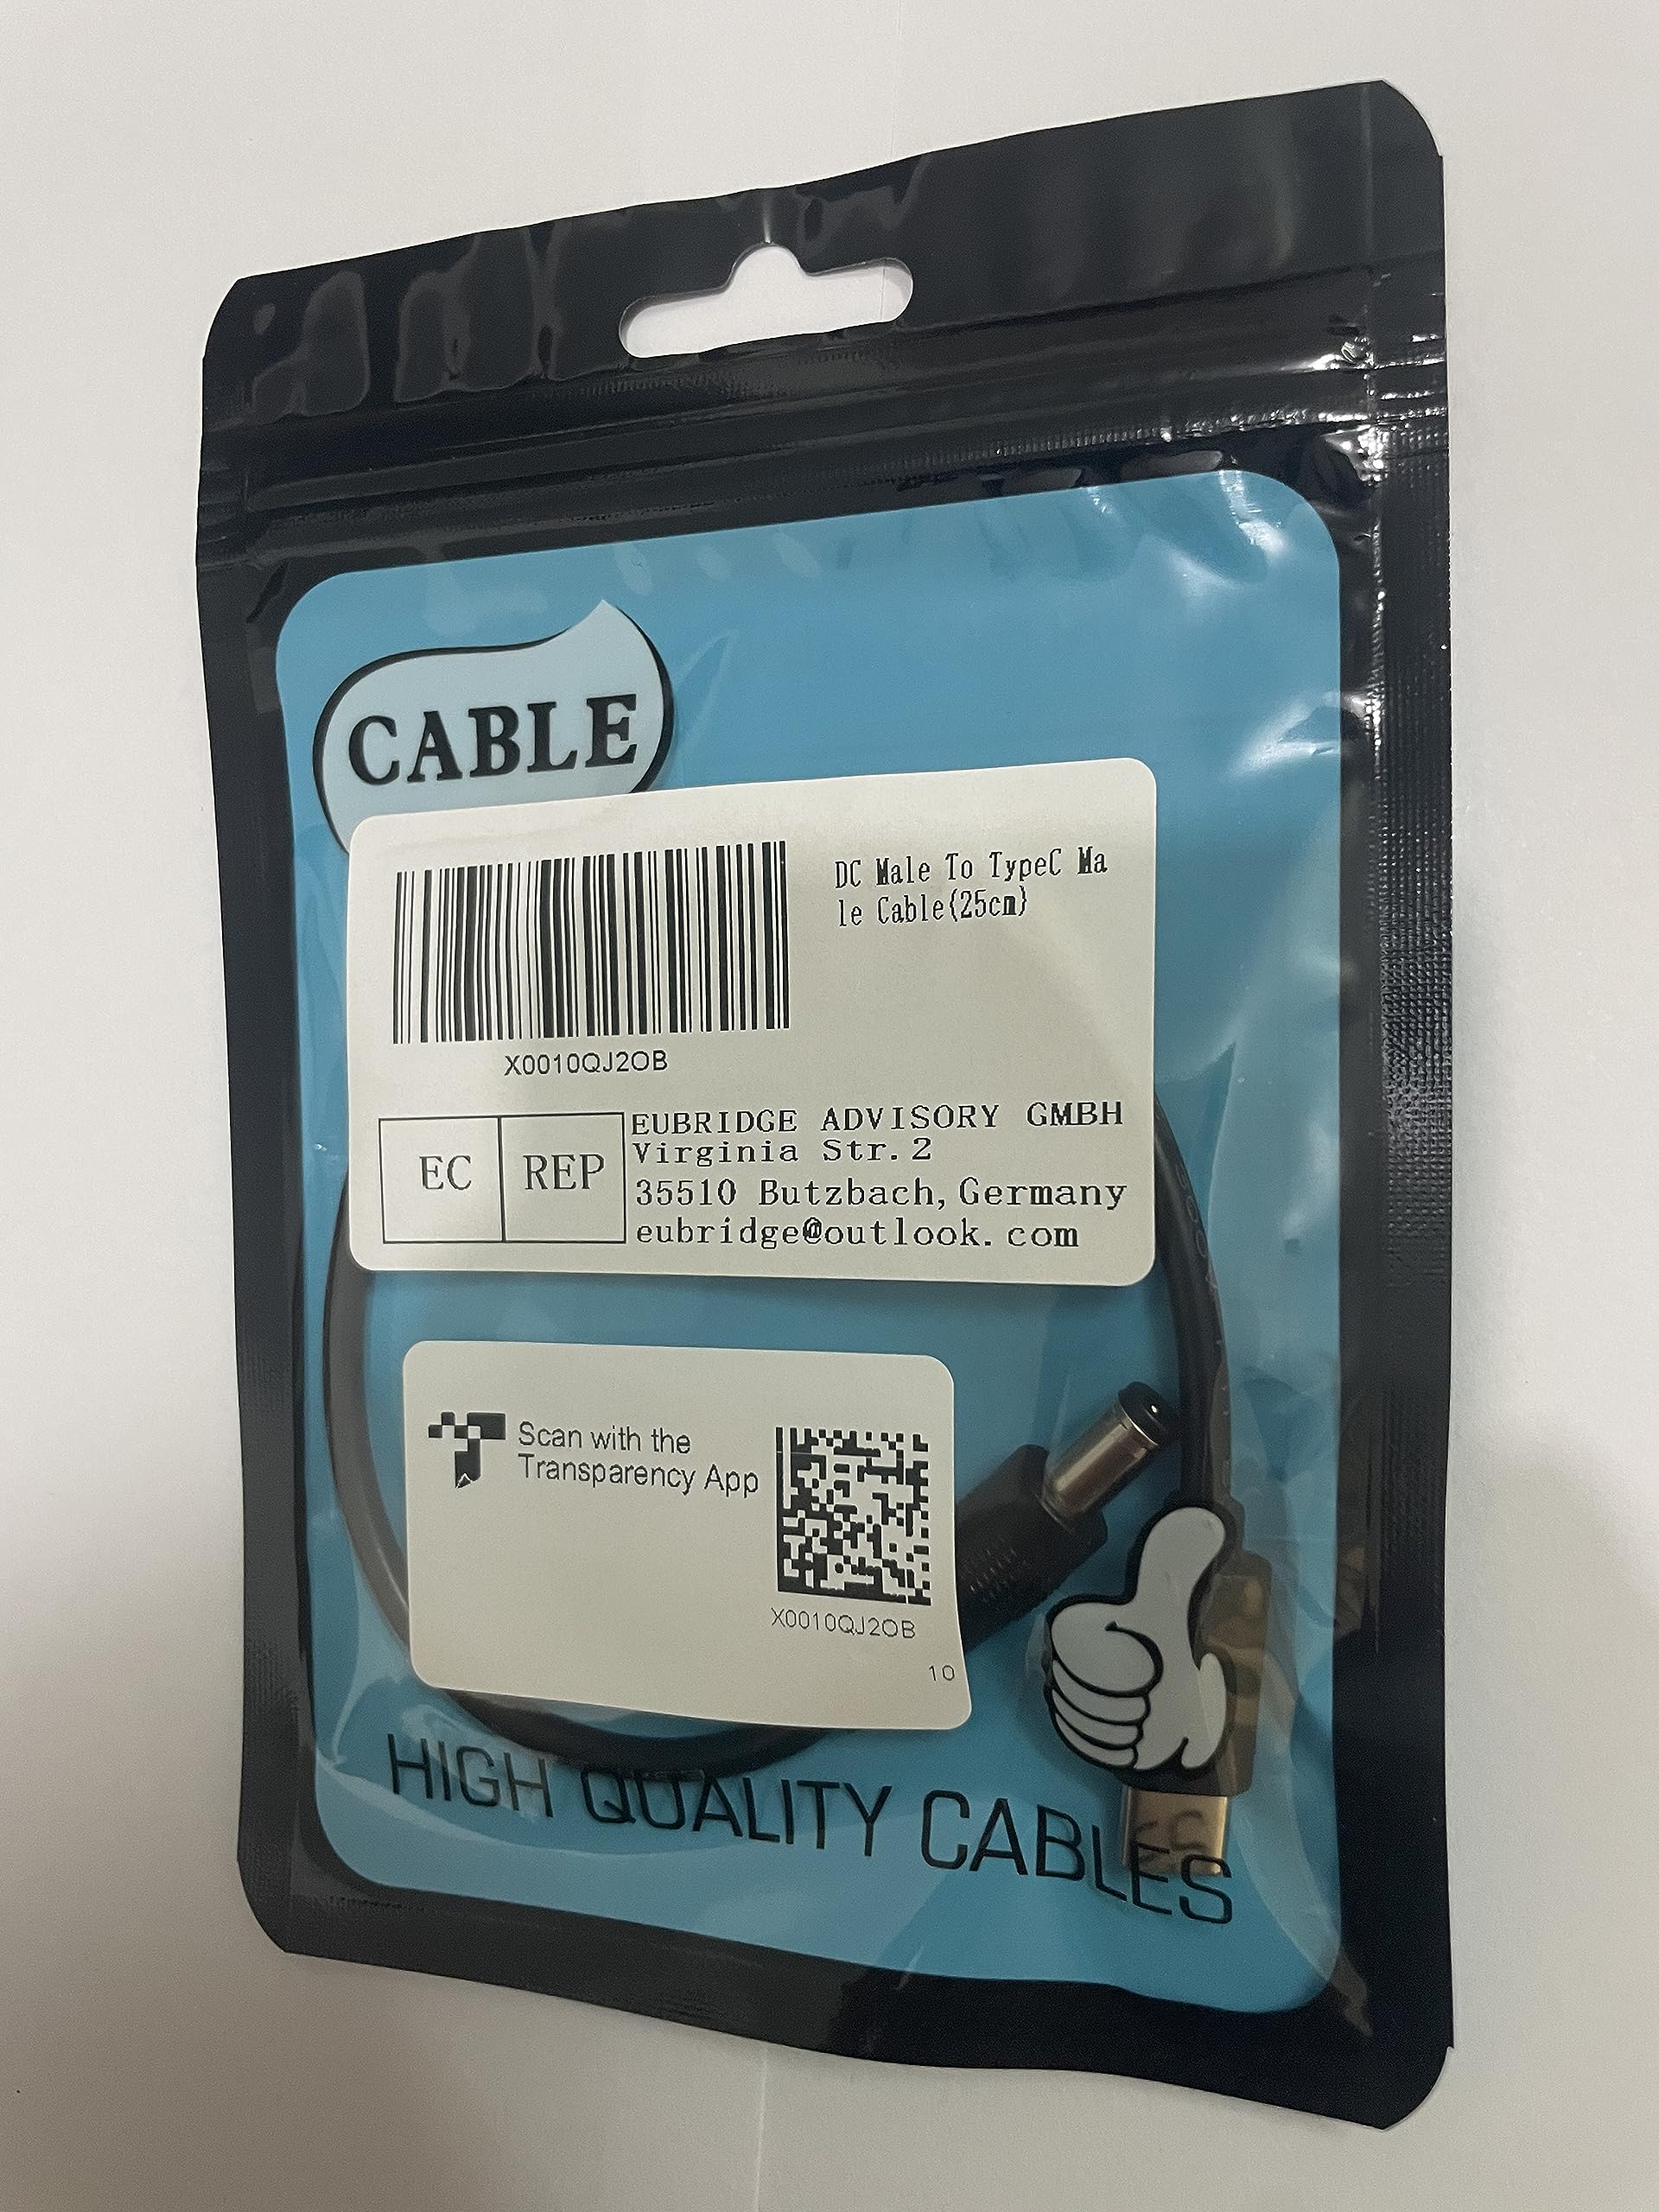 CABLE
DC Male To TypeC Ma
le Cable{25cm}
X0010QJ2OB
EC REP
EUBRIDGE ADVISORY GMBH
Virginia Str.2
35510 Butzbach, Germany
eubridge@outlook.com
Scan with the
Transparency App
X0010QJ2OB
10
HIGH QUALITY CABLES